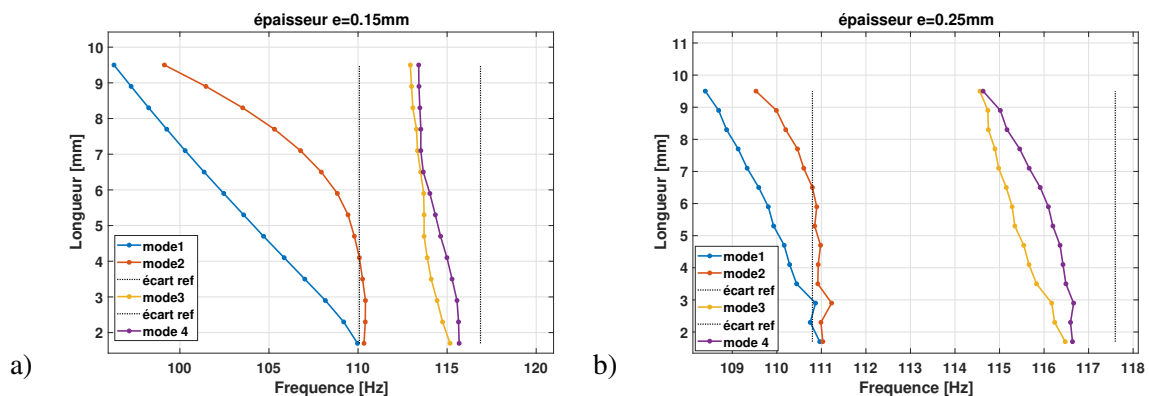 épaisseur e=0.15mm
10
9
8
7
6
5
4
3
2
Longueur [mm]
mode1
mode2
écart ref
mode3
écart ref
mode 4
100
105
110
115
120
Frequence [Hz]
a)
épaisseur e=0.25mm
11
10
9
8
7
6
5
4
3
2
Longueur [mm]
mode1
mode2
écart ref
mode3
écart ref
mode 4
109
110
111
112
113
114
115
116
117
118
Frequence [Hz]
b)